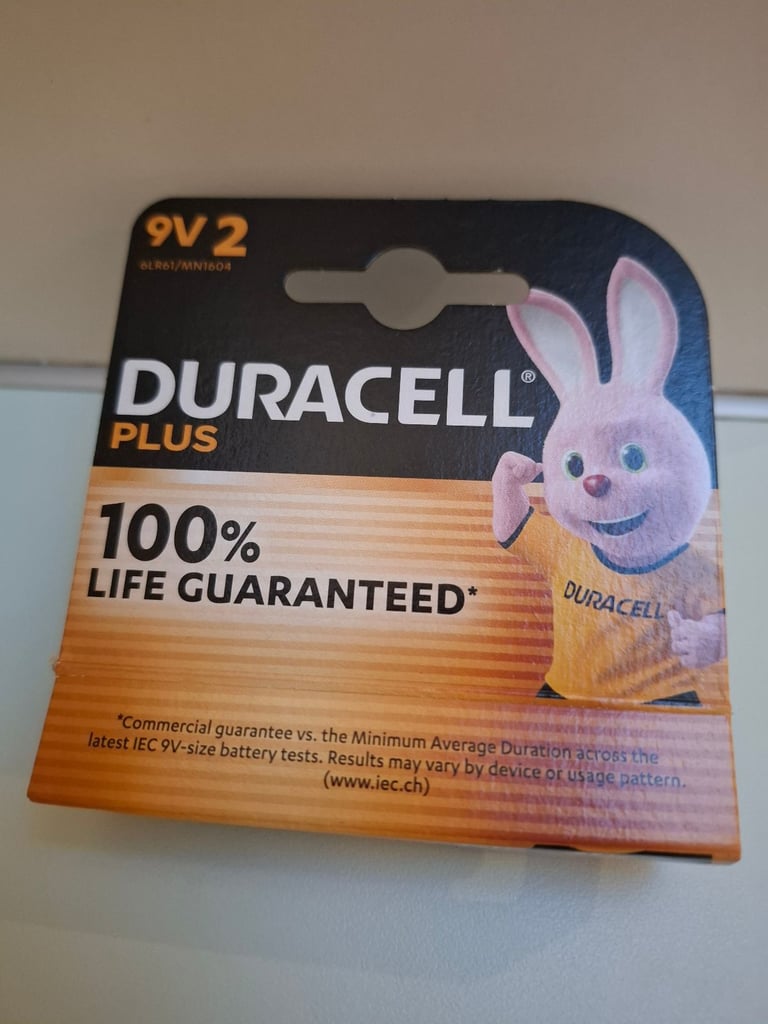 9V 2
6LR61/MN1604
DURACELL®
PLUS
100%
LIFE GUARANTEED*
DURACELL
*Commercial guarantee vs. the Minimum Average Duration across the
latest IEC 9V-size battery tests. Results may vary by device or usage pattern.
(www.iec.ch)